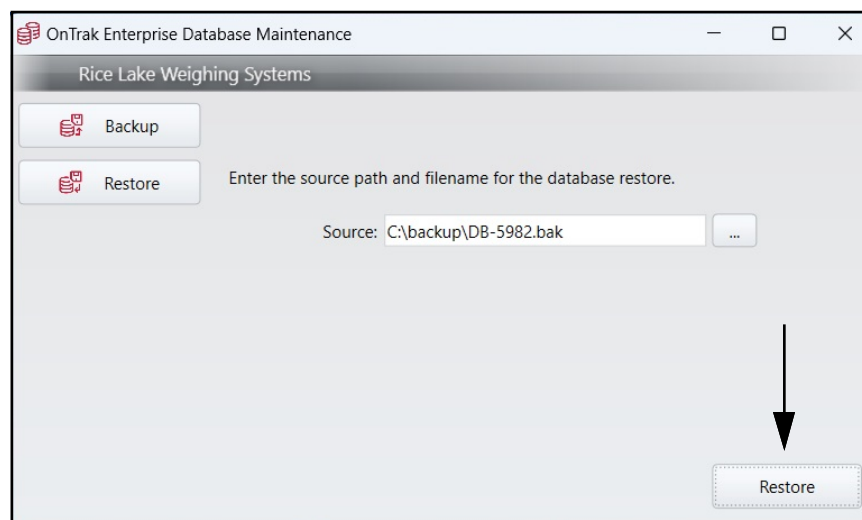 OnTrak Enterprise Database Maintenance
Rice Lake Weighing Systems
Backup
Restore
Enter the source path and filename for the database restore.
Source: C:\backup\DB-5982.bak ...
Restore